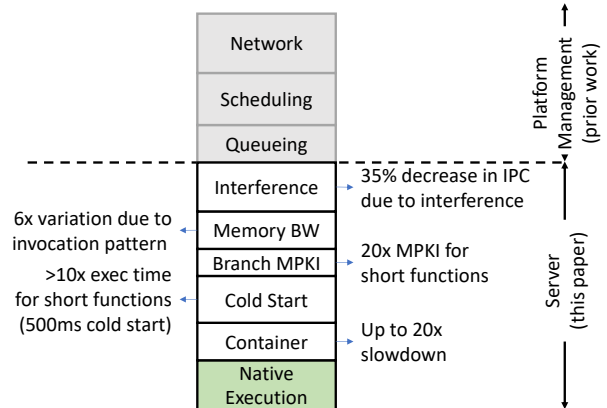 Network
Scheduling
Queueing
Interference
Memory BW
Branch MPKI
Cold Start
Container
Native
Execution
6x variation due to
invocation pattern
>10x exec time
for short functions
(500ms cold start)
35% decrease in IPC
due to interference
20x MPKI for
short functions
Up to 20x
slowdown
Platform
Management
(prior work)
Server
(this paper)